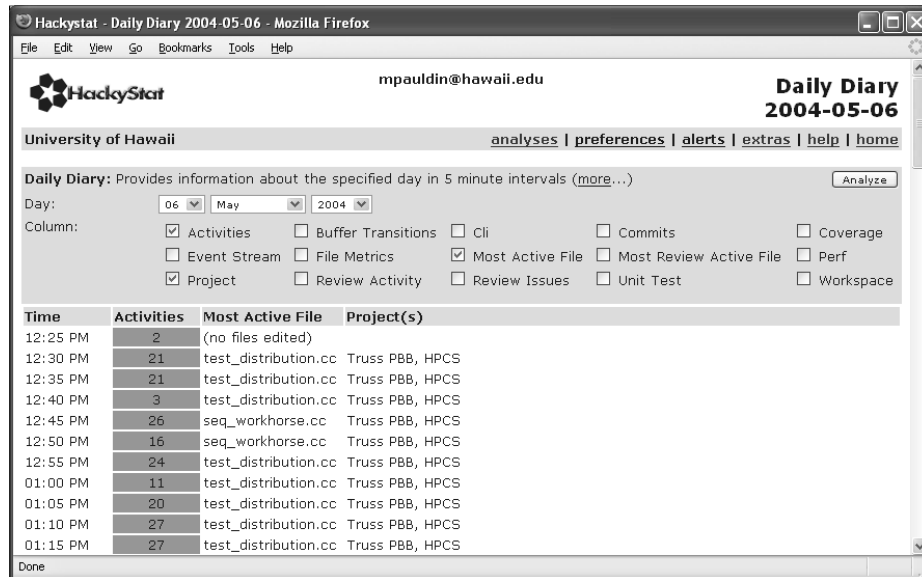 Hackystat - Daily Diary 2004-05-06 - Mozilla Firefox
File Edit View Go Bookmarks Tools Help
HackyStat
mpauldin@hawaii.edu
Daily Diary
2004-05-06
University of Hawaii analyses | preferences | alerts | extras | help | home
Daily Diary: Provides information about the specified day in 5 minute intervals (more...) Analyze
Day: 06 May 2004
Column: Activities Buffer Transitions Cli Commits Coverage
Event Stream File Metrics Most Active File Most Review Active File Perf
Project Review Activity Review Issues Unit Test Workspace
Time Activities Most Active File Project(s)
12:25 PM 2 (no files edited)
12:30 PM 21 test_distribution.cc Truss PBB, HPCS
12:35 PM 21 test_distribution.cc Truss PBB, HPCS
12:40 PM 3 test_distribution.cc Truss PBB, HPCS
12:45 PM 26 seq_workhorse.cc Truss PBB, HPCS
12:50 PM 16 seq_workhorse.cc Truss PBB, HPCS
12:55 PM 24 test_distribution.cc Truss PBB, HPCS
01:00 PM 11 test_distribution.cc Truss PBB, HPCS
01:05 PM 20 test_distribution.cc Truss PBB, HPCS
01:10 PM 27 test_distribution.cc Truss PBB, HPCS
01:15 PM 27 test_distribution.cc Truss PBB, HPCS
Done